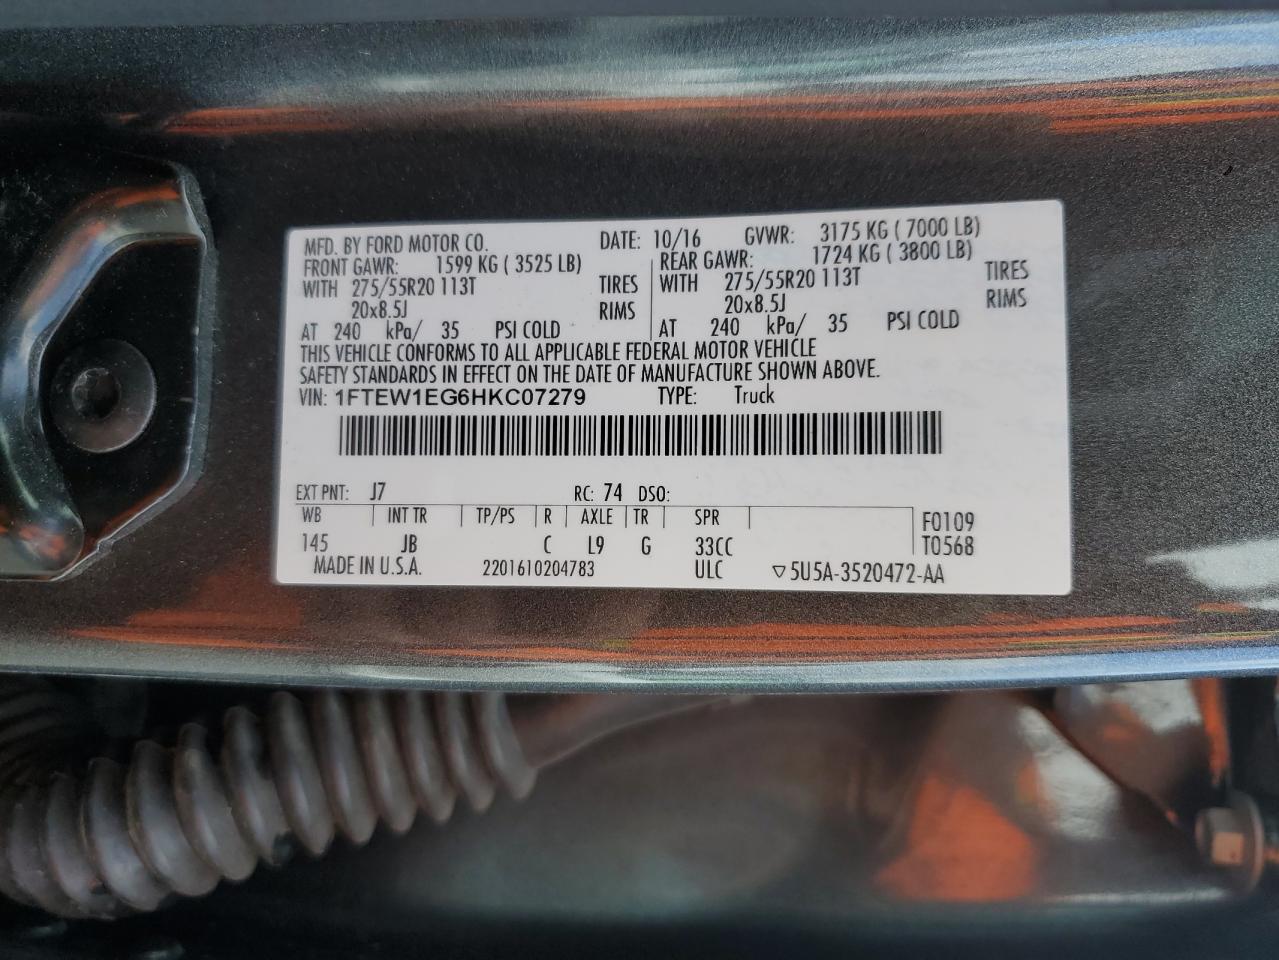 MFD. BY FORD MOTOR CO. DATE: 10/16 GVWR: 3175 KG ( 7000 LB)
FRONT GAWR: 1599 KG ( 3525 LB) REAR GAWR: 1724 KG ( 3800 LB)
WITH 275/55R20 113T TIRES WITH 275/55R20 113T TIRES
20x8.5J RIMS 20x8.5J RIMS
AT 240 kPa/ 35 PSI COLD AT 240 kPa/ 35 PSI COLD
THIS VEHICLE CONFORMS TO ALL APPLICABLE FEDERAL MOTOR VEHICLE
SAFETY STANDARDS IN EFFECT ON THE DATE OF MANUFACTURE SHOWN ABOVE.
VIN: 1FTEW1EG6HKC07279 TYPE: Truck
EXT PNT: J7 RC: 74 DSO:
WB INT TR TP/PS R AXLE TR SPR F0109
145 JB C L9 G 33CC T0568
MADE IN U.S.A. 2201610204783 ULC ▽5U5A-3520472-AA